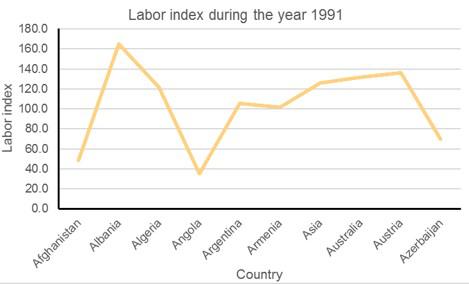 Labor index during the year 1991
180.0
160.0
140.0
120.0
100.0
80.0
60.0
40.0
20.0
0.0
Labor index
Afghanistan
Albania
Algeria
Angola
Argentina
Armenia
Asia
Australia
Austria
Azerbaijan
Country